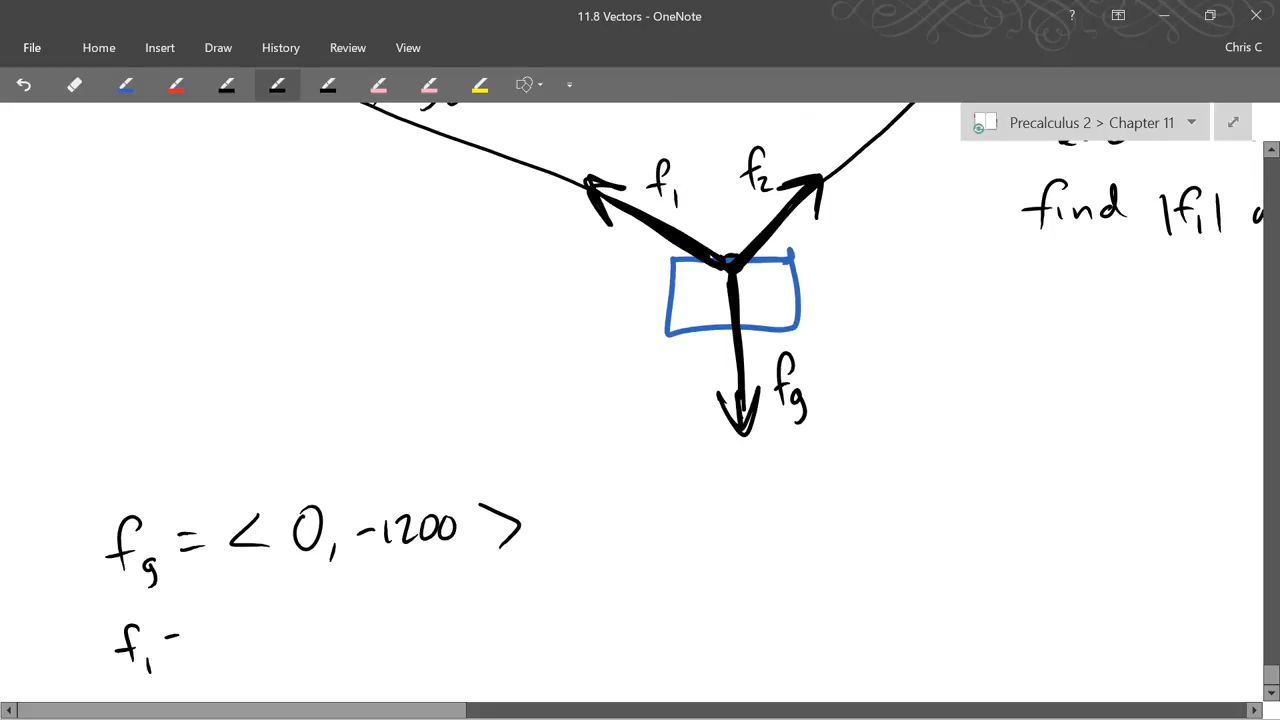 11.8 Vectors - OneNote
?
File Home Insert Draw History Review View
Chris C
Precalculus 2 > Chapter 11
f₁
f₂
find |f₁|
fg
fg = < 0, -1200 >
f₁ -